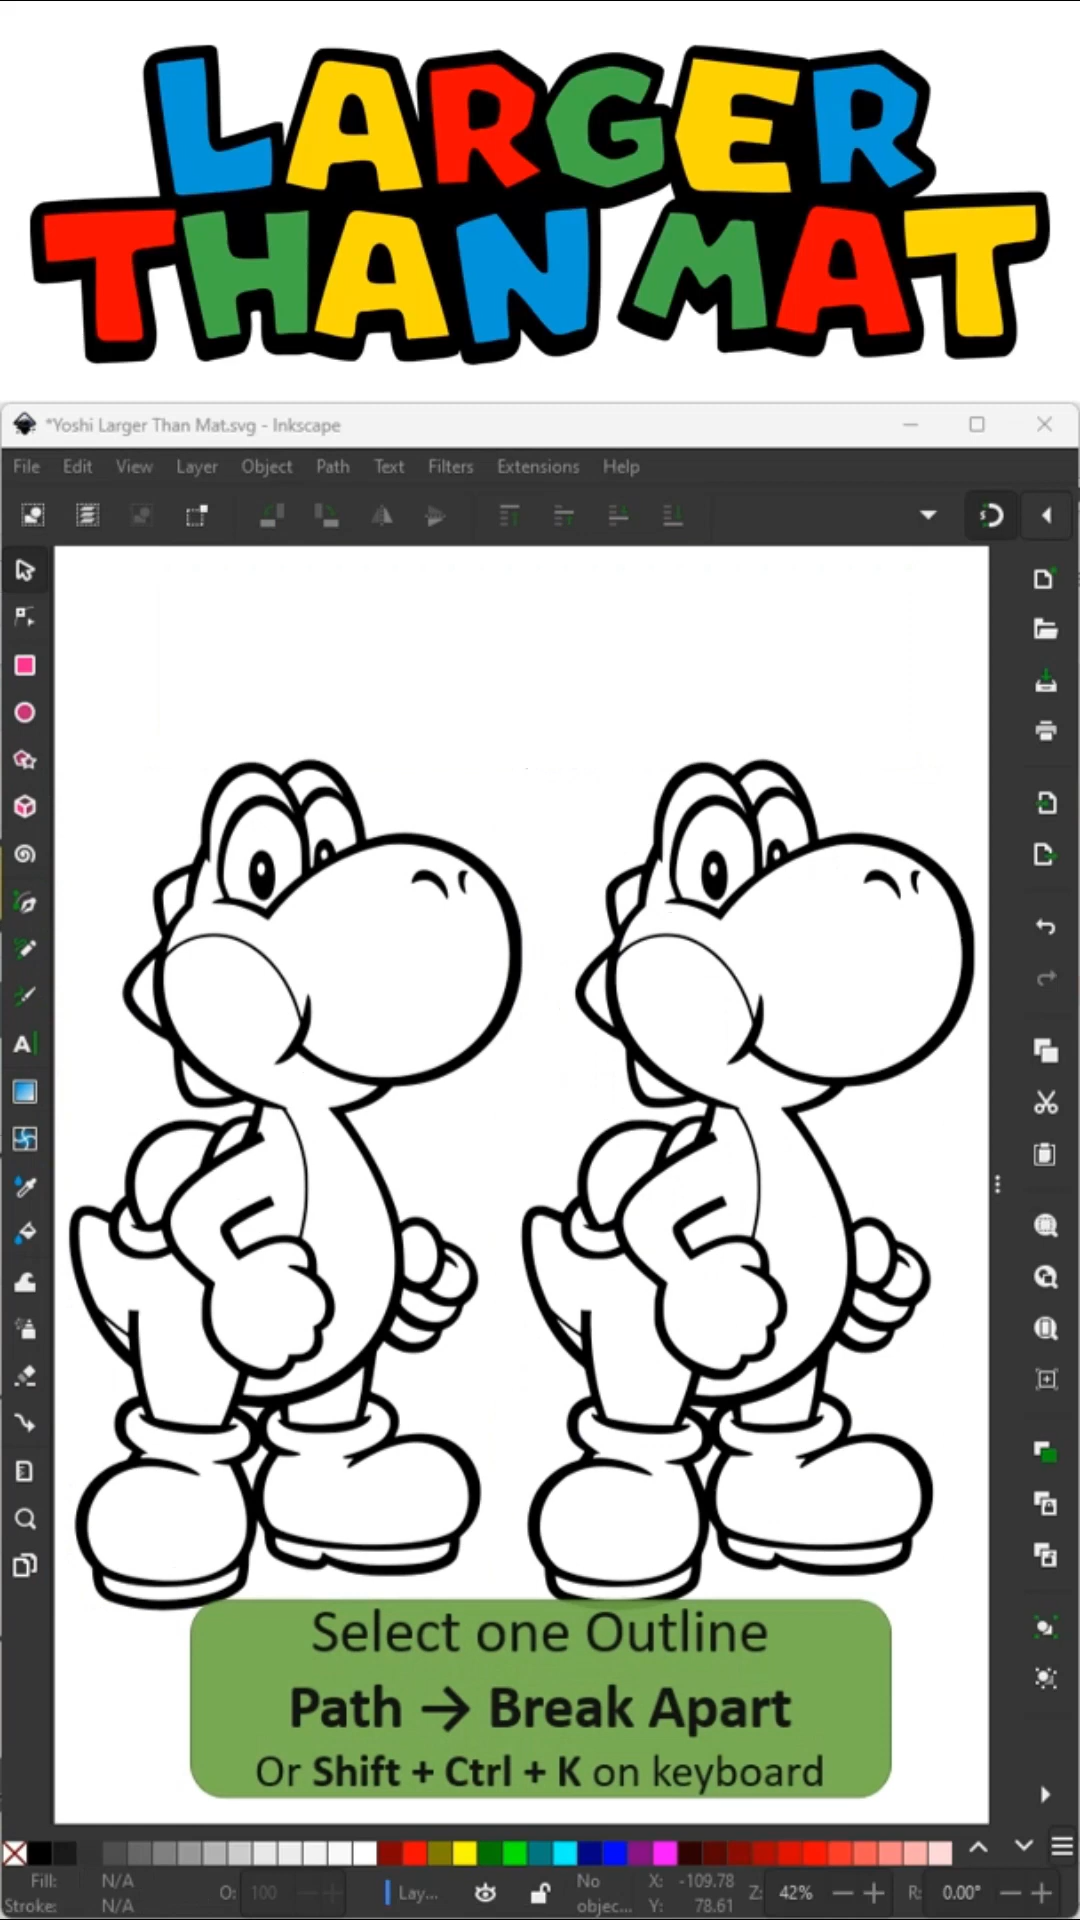 LARGER
THAN MAT
*Yoshi Larger Than Mat.svg - Inkscape
File Edit View Layer Object Path Text Filters Extensions Help
Select one Outline
Path → Break Apart
Or Shift + Ctrl + K on keyboard
Fill: N/A
Stroke: N/A
O: 100
Lay...
No
objec...
X: -109.78
Y: 78.61
Z: 42%
R: 0.00°